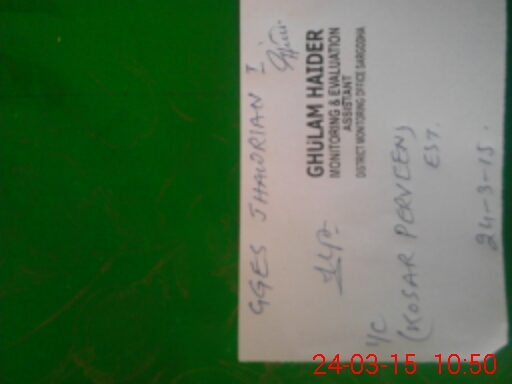 GGES JHAWRIAN I
GHULAM HAIDER
MONITORING & EVALUATION
ASSISTANT
DISTRICT MONITORING OFFICE SARGODHA
I/C
(KOSAR PERVEEN)
EST.
24-3-15.
24-03-15 10:50